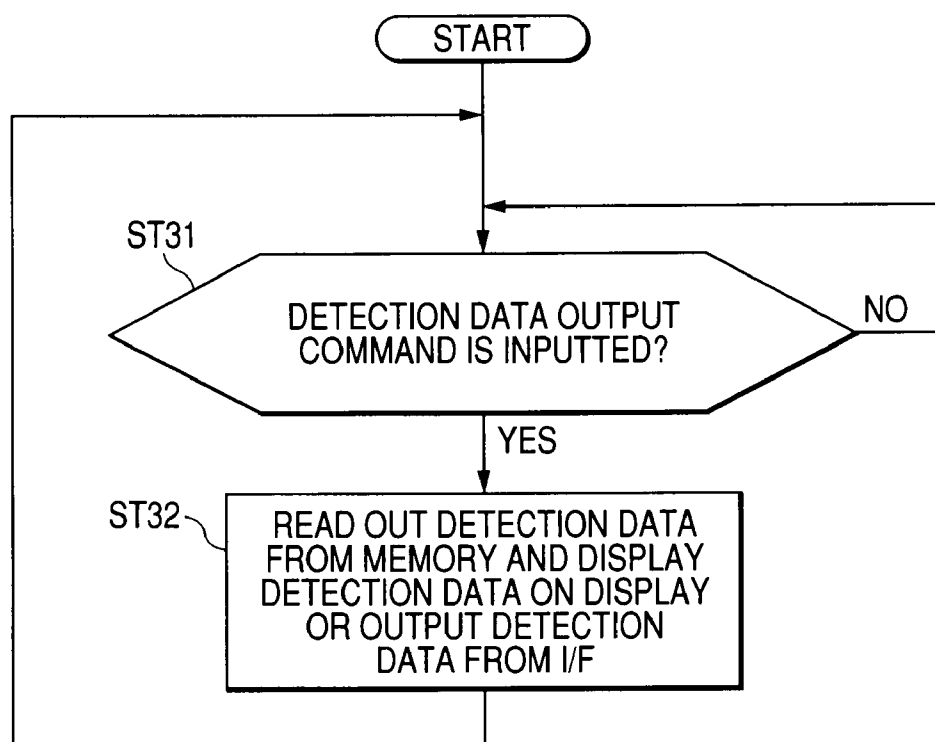 START
ST31
DETECTION DATA OUTPUT
COMMAND IS INPUTTED?
NO
YES
ST32
READ OUT DETECTION DATA
FROM MEMORY AND DISPLAY
DETECTION DATA ON DISPLAY
OR OUTPUT DETECTION
DATA FROM I/F